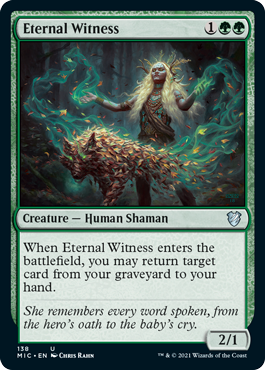 Eternal Witness 1
Creature — Human Shaman
When Eternal Witness enters the
battlefield, you may return target
card from your graveyard to your
hand.
She remembers every word spoken, from
the hero's oath to the baby's cry.
2/1
138 U
MIC • EN Chris Rahn
™ & © 2021 Wizards of the Coast